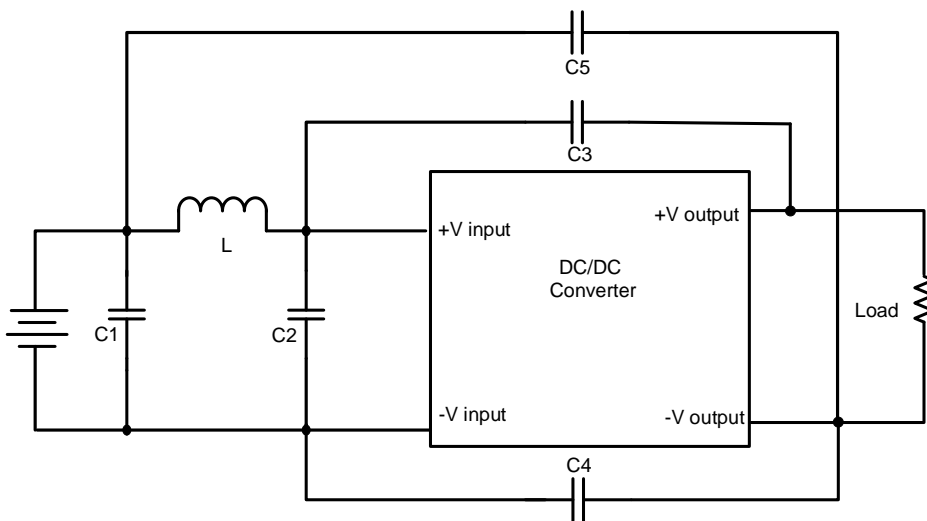 C5
C3
+V input
+V output
L
DC/DC
Converter
C1
C2
Load
-V input
-V output
C4